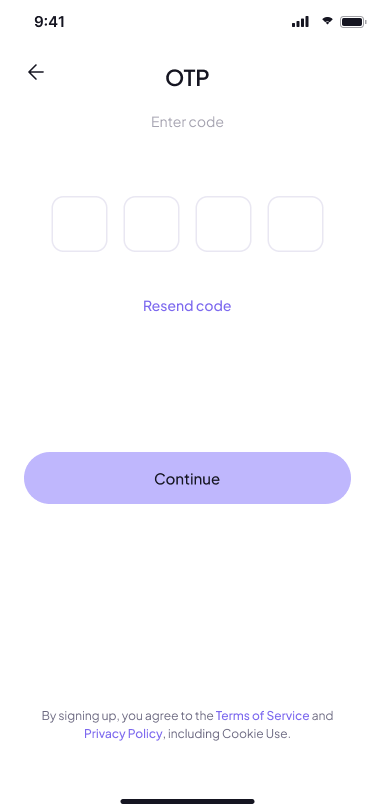 9:41
OTP
Enter code
Resend code
Continue
By signing up, you agree to the Terms of Service and
Privacy Policy, including Cookie Use.